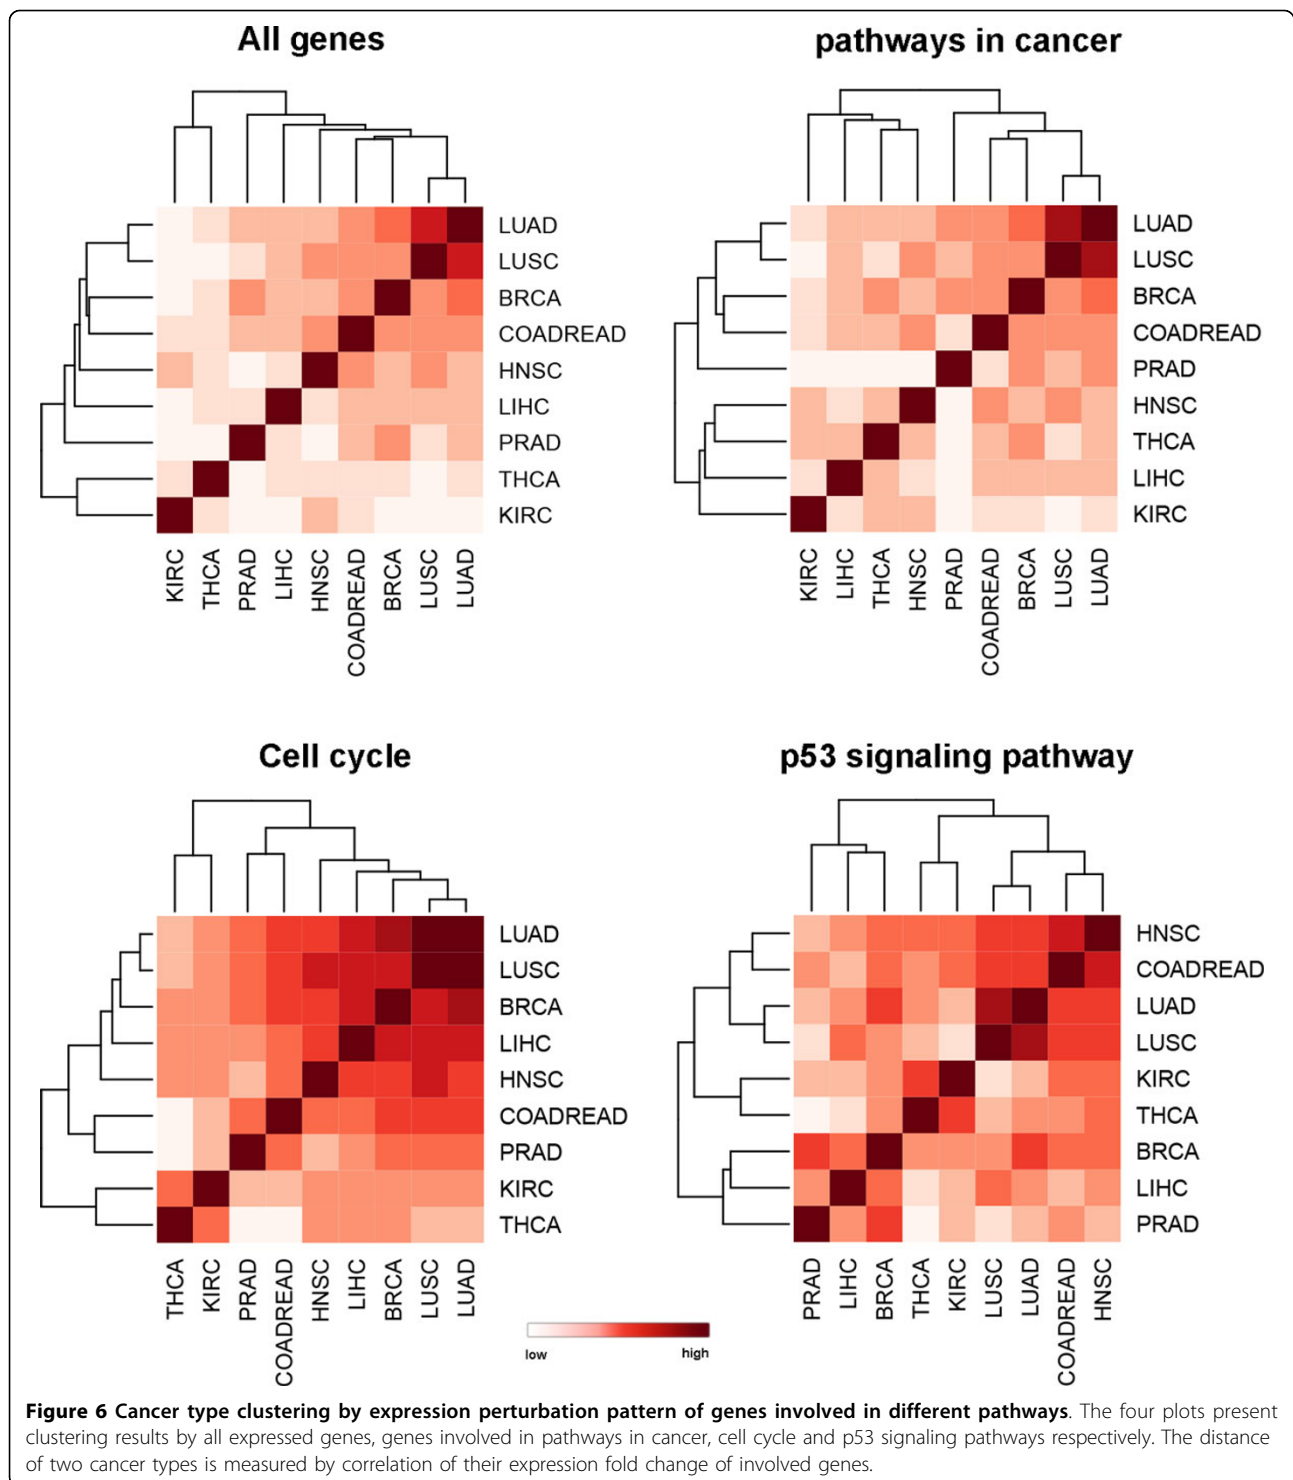 All genes
LUAD
LUSC
BRCA
COADREAD
HNSC
LIHC
PRAD
THCA
KIRC
KIRC
THCA
PRAD
LIHC
HNSC
COADREAD
BRCA
LUSC
LUAD
pathways in cancer
LUAD
LUSC
BRCA
COADREAD
PRAD
HNSC
THCA
LIHC
KIRC
KIRC
LIHC
THCA
HNSC
PRAD
COADREAD
BRCA
LUSC
LUAD
Cell cycle
LUAD
LUSC
BRCA
LIHC
HNSC
COADREAD
PRAD
KIRC
THCA
THCA
KIRC
PRAD
COADREAD
HNSC
LIHC
BRCA
LUSC
LUAD
p53 signaling pathway
HNSC
COADREAD
LUAD
LUSC
KIRC
THCA
BRCA
LIHC
PRAD
PRAD
LIHC
BRCA
THCA
KIRC
LUSC
LUAD
COADREAD
HNSC
low high
Figure 6 Cancer type clustering by expression perturbation pattern of genes involved in different pathways. The four plots present
clustering results by all expressed genes, genes involved in pathways in cancer, cell cycle and p53 signaling pathways respectively. The distance
of two cancer types is measured by correlation of their expression fold change of involved genes.